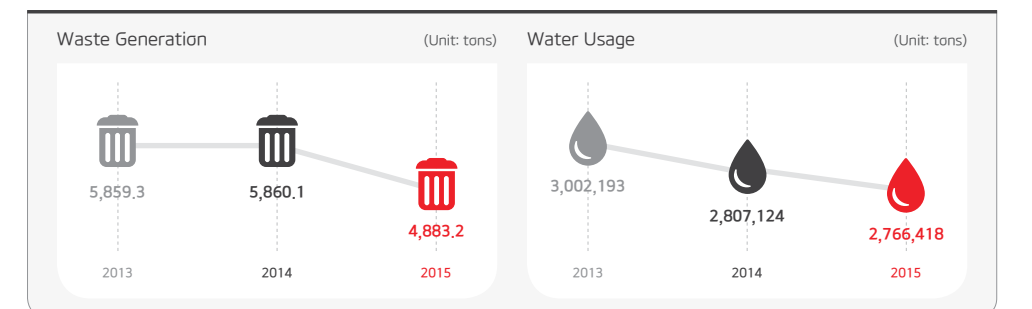 Waste Generation (Unit: tons)
5,859.3
5,860.1
4,883.2
2013 2014 2015
Water Usage (Unit: tons)
3,002,193
2,807,124
2,766,418
2013 2014 2015